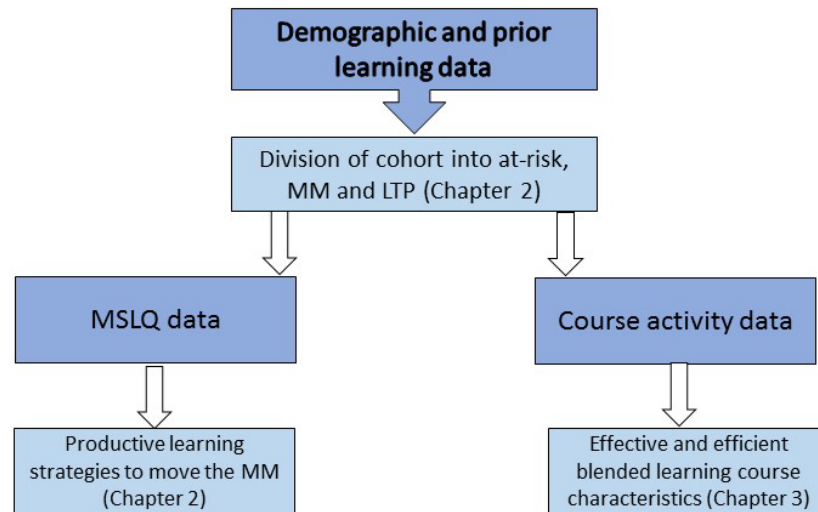 Demographic and prior
learning data
Division of cohort into at-risk,
MM and LTP (Chapter 2)
MSLQ data
Course activity data
Productive learning
strategies to move the MM
(Chapter 2)
Effective and efficient
blended learning course
characteristics (Chapter 3)